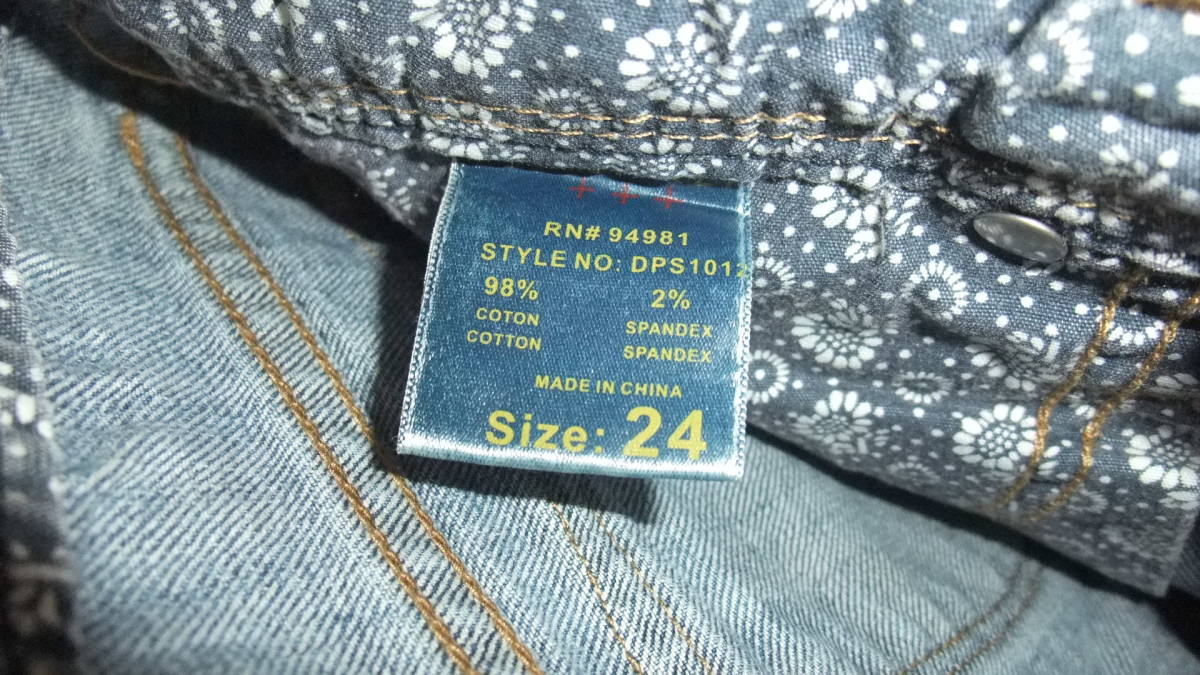 +++
RN# 94981
STYLE NO: DPS1012
98% 2%
COTON SPANDEX
COTTON SPANDEX
MADE IN CHINA
Size: 24